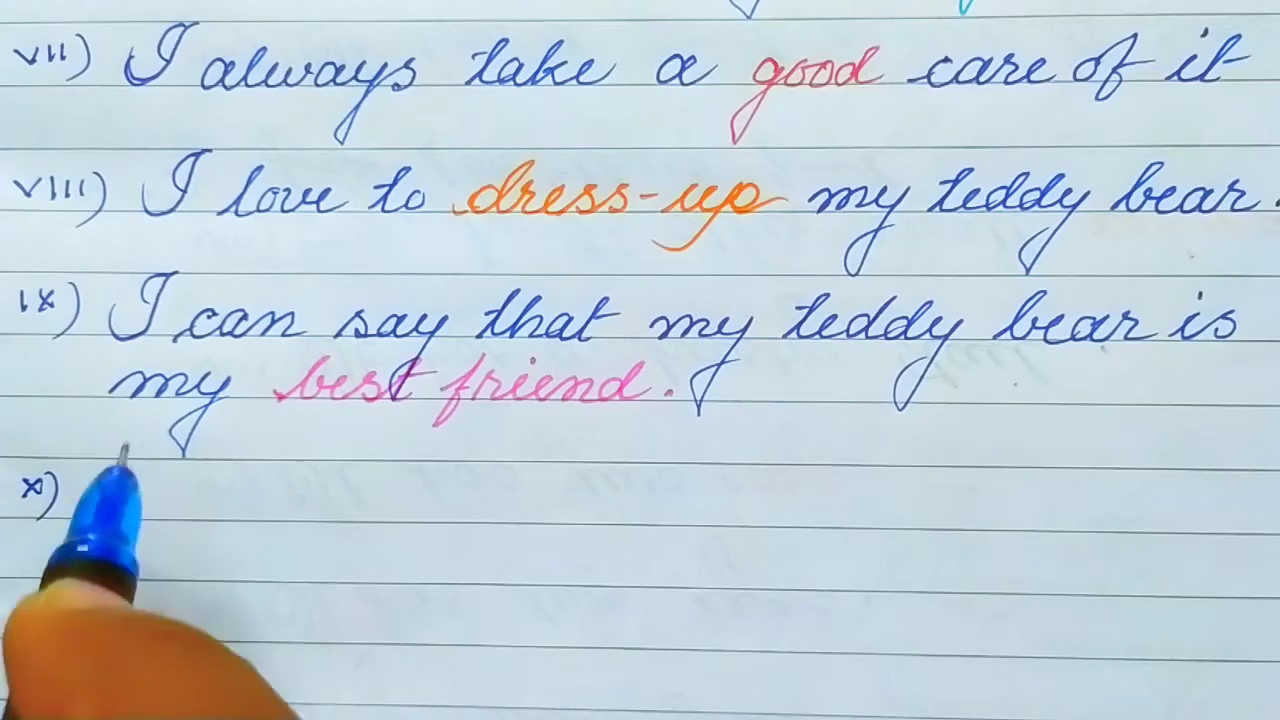 vii) I always take a good care of it
viii) I love to dress-up my teddy bear.
ix) I can say that my teddy bear is
my best friend.
x)